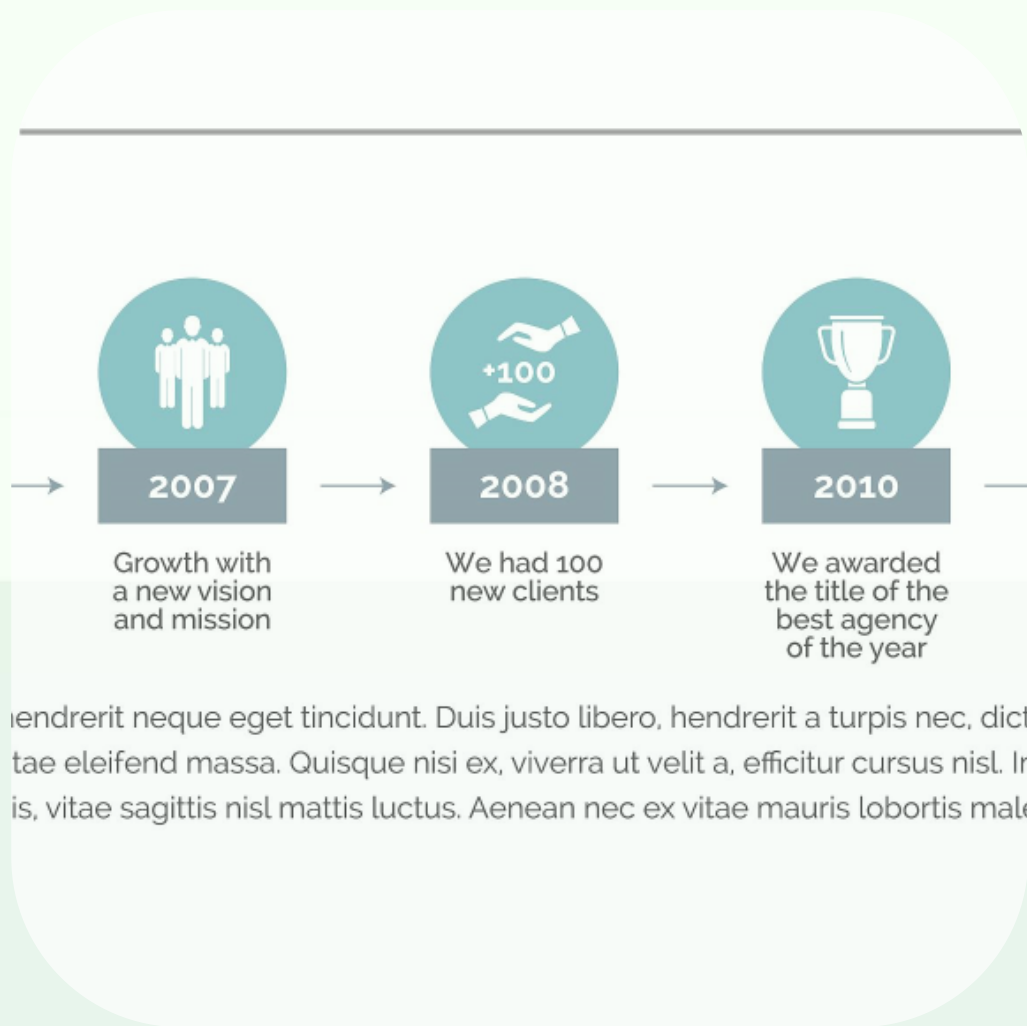 +100
2007
2008
2010
Growth with
a new vision
and mission
We had 100
new clients
We awarded
the title of the
best agency
of the year
neque eget tincidunt. Duis justo libero, hendrerit a turpis nec,
eleifend massa. Quisque nisi ex, viverra ut velit a, efficitur cursus nisl.
vitae sagittis nisl mattis luctus. Aenean nec ex vitae mauris lobortis